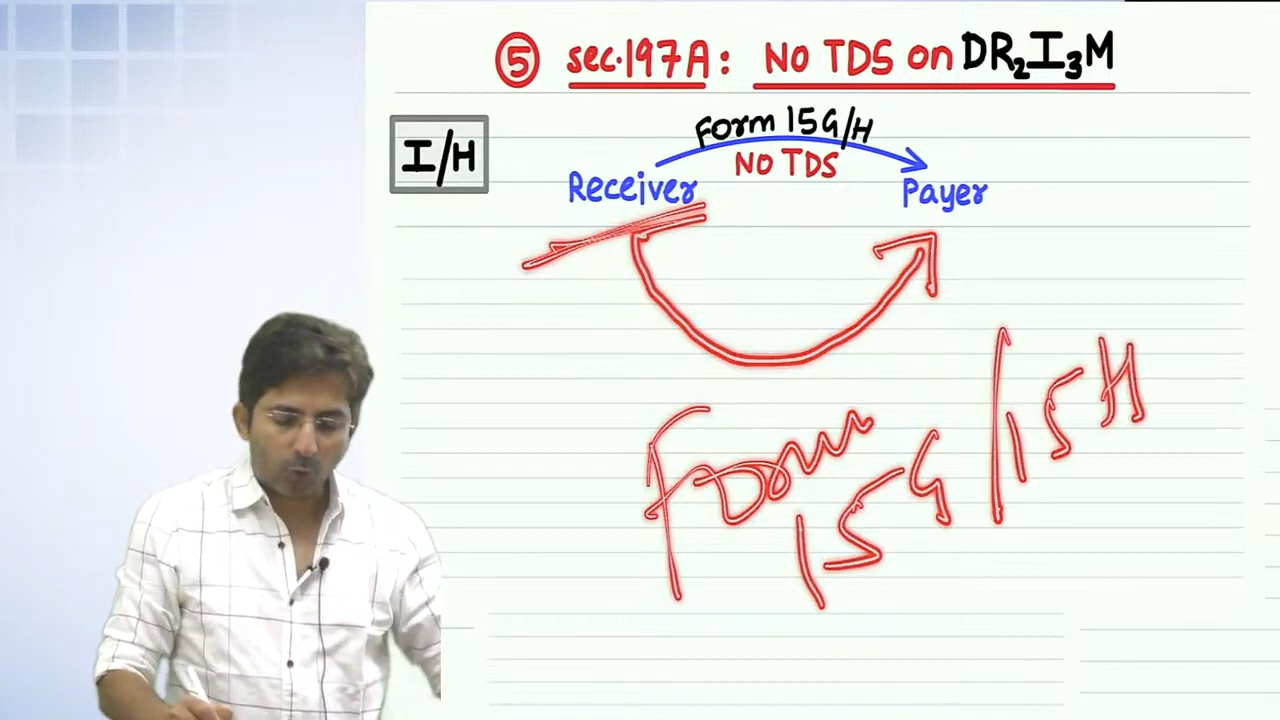 ⑤ sec.197A: NO TDS on DR₂I₃M
I/H
Form 15G/H
NO TDS
Receiver Payer
Form 15G/15H